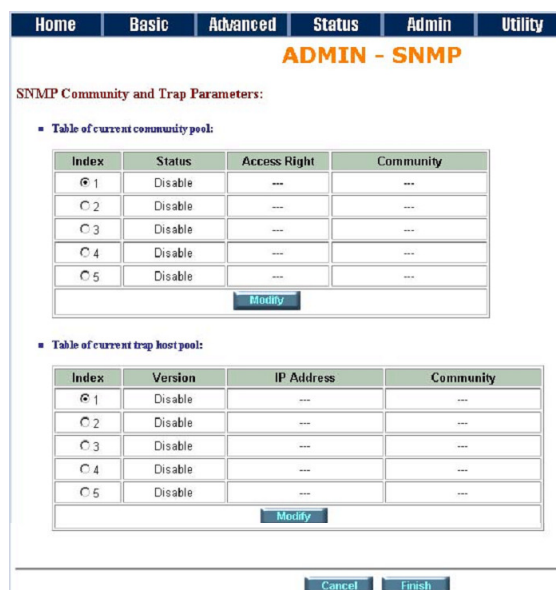 Home Basic Advanced Status Admin Utility
ADMIN - SNMP
SNMP Community and Trap Parameters:
Table of current community pool:
Index Status Access Right Community
1 Disable --- ---
2 Disable --- ---
3 Disable --- ---
4 Disable --- ---
5 Disable --- ---
Modify
Table of current trap host pool:
Index Version IP Address Community
1 Disable --- ---
2 Disable --- ---
3 Disable --- ---
4 Disable --- ---
5 Disable --- ---
Modify
Cancel Finish